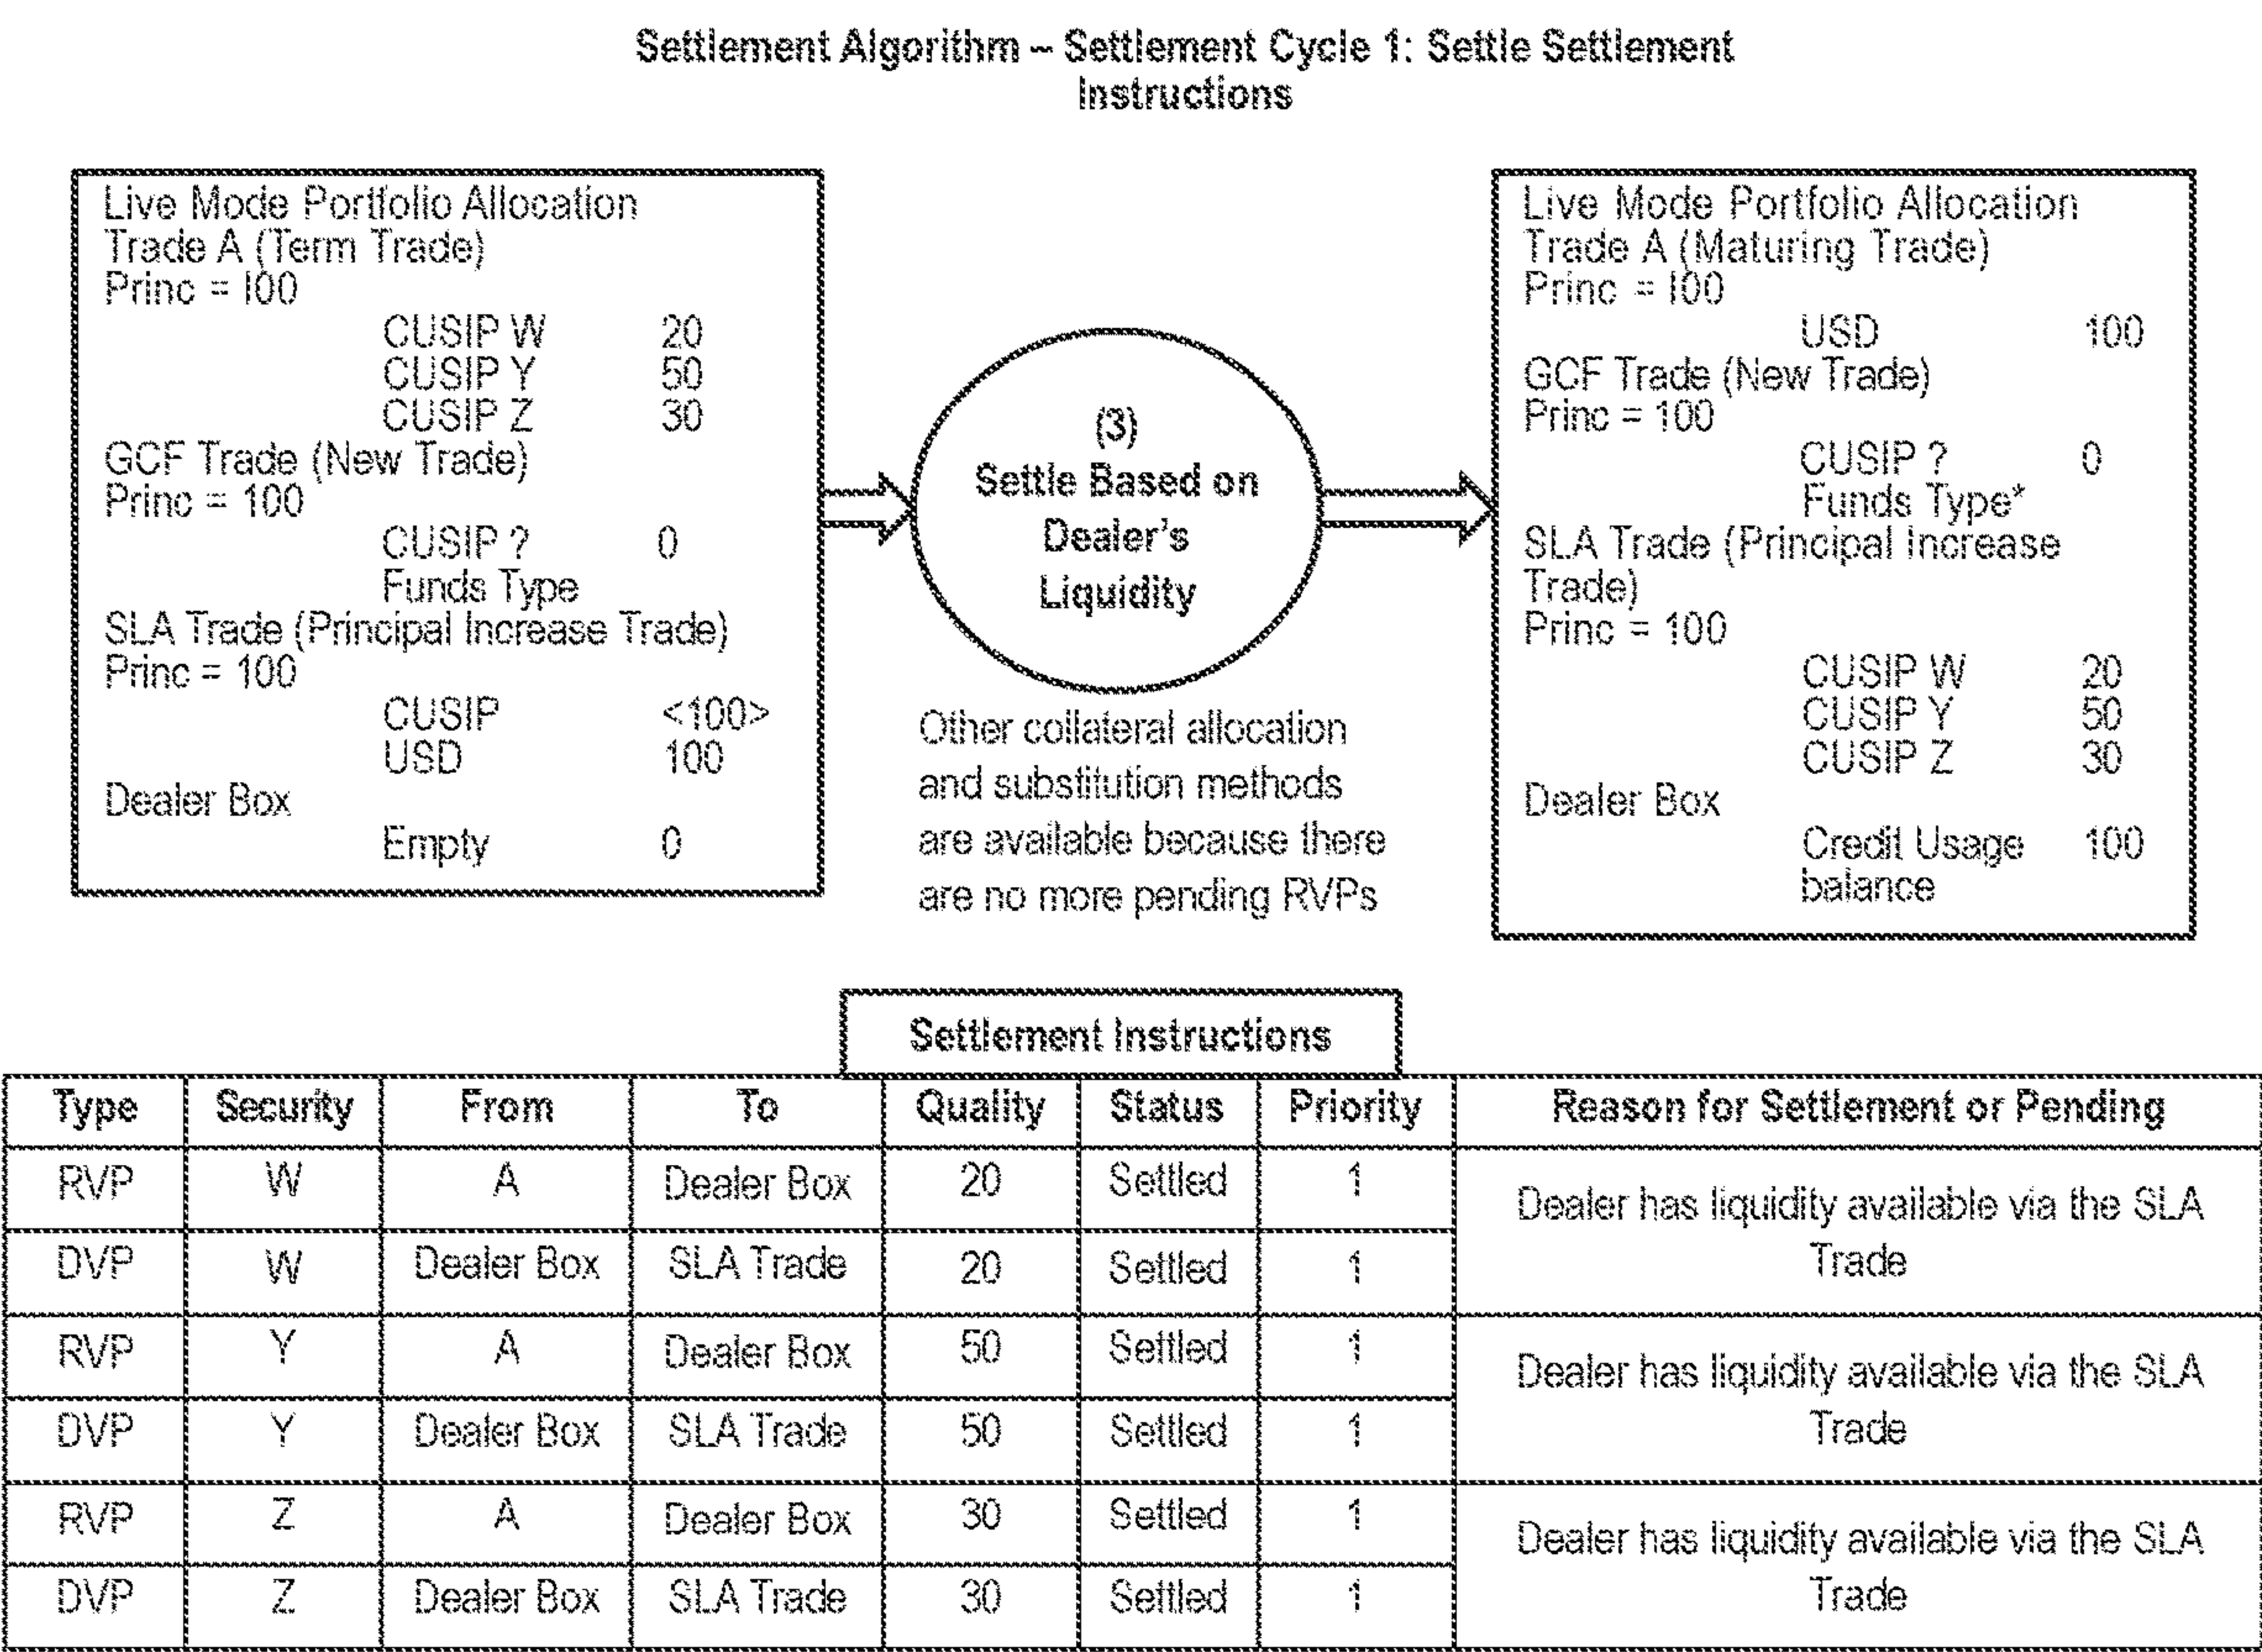 Settlement Algorithm – Settlement Cycle 1: Settle Settlement
Instructions
Live Mode Portfolio Allocation
Trade A (Term Trade)
Princ = I00
CUSIP W 20
CUSIP Y 50
CUSIP Z 30
GCF Trade (New Trade)
Princ = 100
CUSIP ? 0
Funds Type
SLA Trade (Principal Increase Trade)
Princ = 100
CUSIP <100>
USD 100
Dealer Box
Empty 0
(3)
Settle Based on
Dealer's
Liquidity
Other collateral allocation
and substitution methods
are available because there
are no more pending RVPs
Live Mode Portfolio Allocation
Trade A (Maturing Trade)
Princ = I00
USD 100
GCF Trade (New Trade)
Princ = 100
CUSIP ? 0
Funds Type*
SLA Trade (Principal Increase
Trade)
Princ = 100
CUSIP W 20
CUSIP Y 50
CUSIP Z 30
Dealer Box
Credit Usage 100
balance
Settlement Instructions
Type Security From To Quality Status Priority Reason for Settlement or Pending
RVP W A Dealer Box 20 Settled 1
DVP W Dealer Box SLA Trade 20 Settled 1
Dealer has liquidity available via the SLA
Trade
RVP Y A Dealer Box 50 Settled 1
DVP Y Dealer Box SLA Trade 50 Settled 1
Dealer has liquidity available via the SLA
Trade
RVP Z A Dealer Box 30 Settled 1
DVP Z Dealer Box SLA Trade 30 Settled 1
Dealer has liquidity available via the SLA
Trade